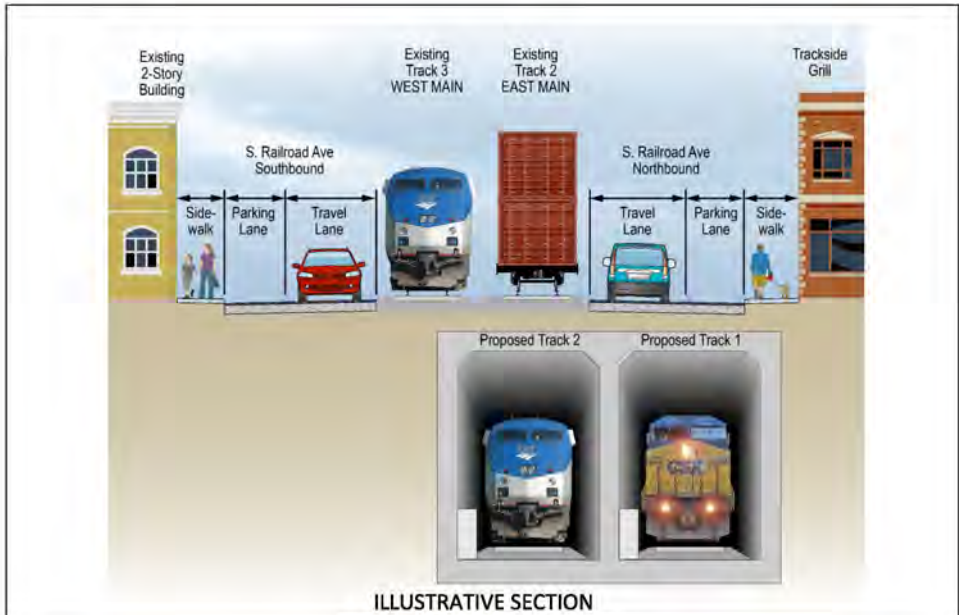 Existing
2-Story
Building
Existing
Track 3
WEST MAIN
Existing
Track 2
EAST MAIN
Trackside
Grill
S. Railroad Ave
Southbound
S. Railroad Ave
Northbound
Side-
walk
Parking
Lane
Travel
Lane
Travel
Lane
Parking
Lane
Side-
walk
Proposed Track 2
Proposed Track 1
ILLUSTRATIVE SECTION